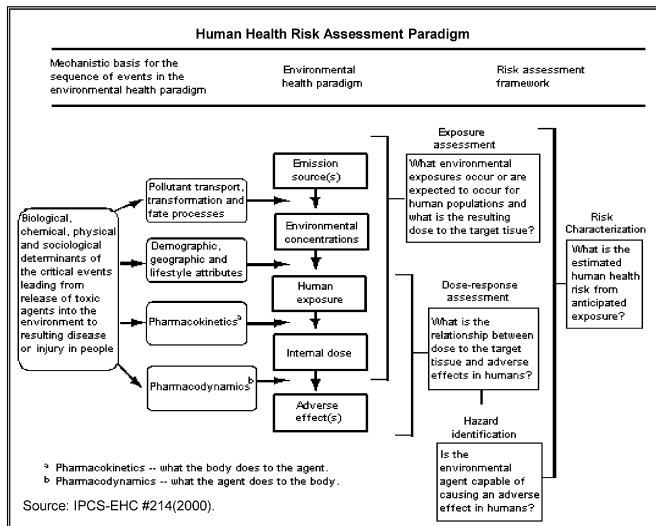 Human Health Risk Assessment Paradigm
Mechanistic basis for the
sequence of events in the
environmental health paradigm
Environmental
health paradigm
Risk assessment
framework
Biological,
chemical, physical
and sociological
determinants of
the critical events
leading from
release of toxic
agents into the
environment to
resulting disease
or injury in people
Pollutant transport,
transformation and
fate processes
Demographic,
geographic and
lifestyle attributes
Pharmacokinetics a
Pharmacodynamics b
Emission
source(s)
Environmental
concentrations
Human
exposure
Internal dose
Adverse
effect(s)
Exposure
assessment
What environmental
exposures occur or are
expected to occur for
human populations and
what is the resulting
dose to the target tisue?
Dose-response
assessment
What is the
relationship between
dose to the target
tissue and adverse
effects in humans?
Hazard
identification
Is the
environmental
agent capable of
causing an adverse
effect in humans?
Risk
Characterization
What is the
estimated
human health
risk from
anticipated
exposure?
a Pharmacokinetics -- what the body does to the agent.
b Pharmacodynamics -- what the agent does to the body.
Source: IPCS-EHC #214(2000).